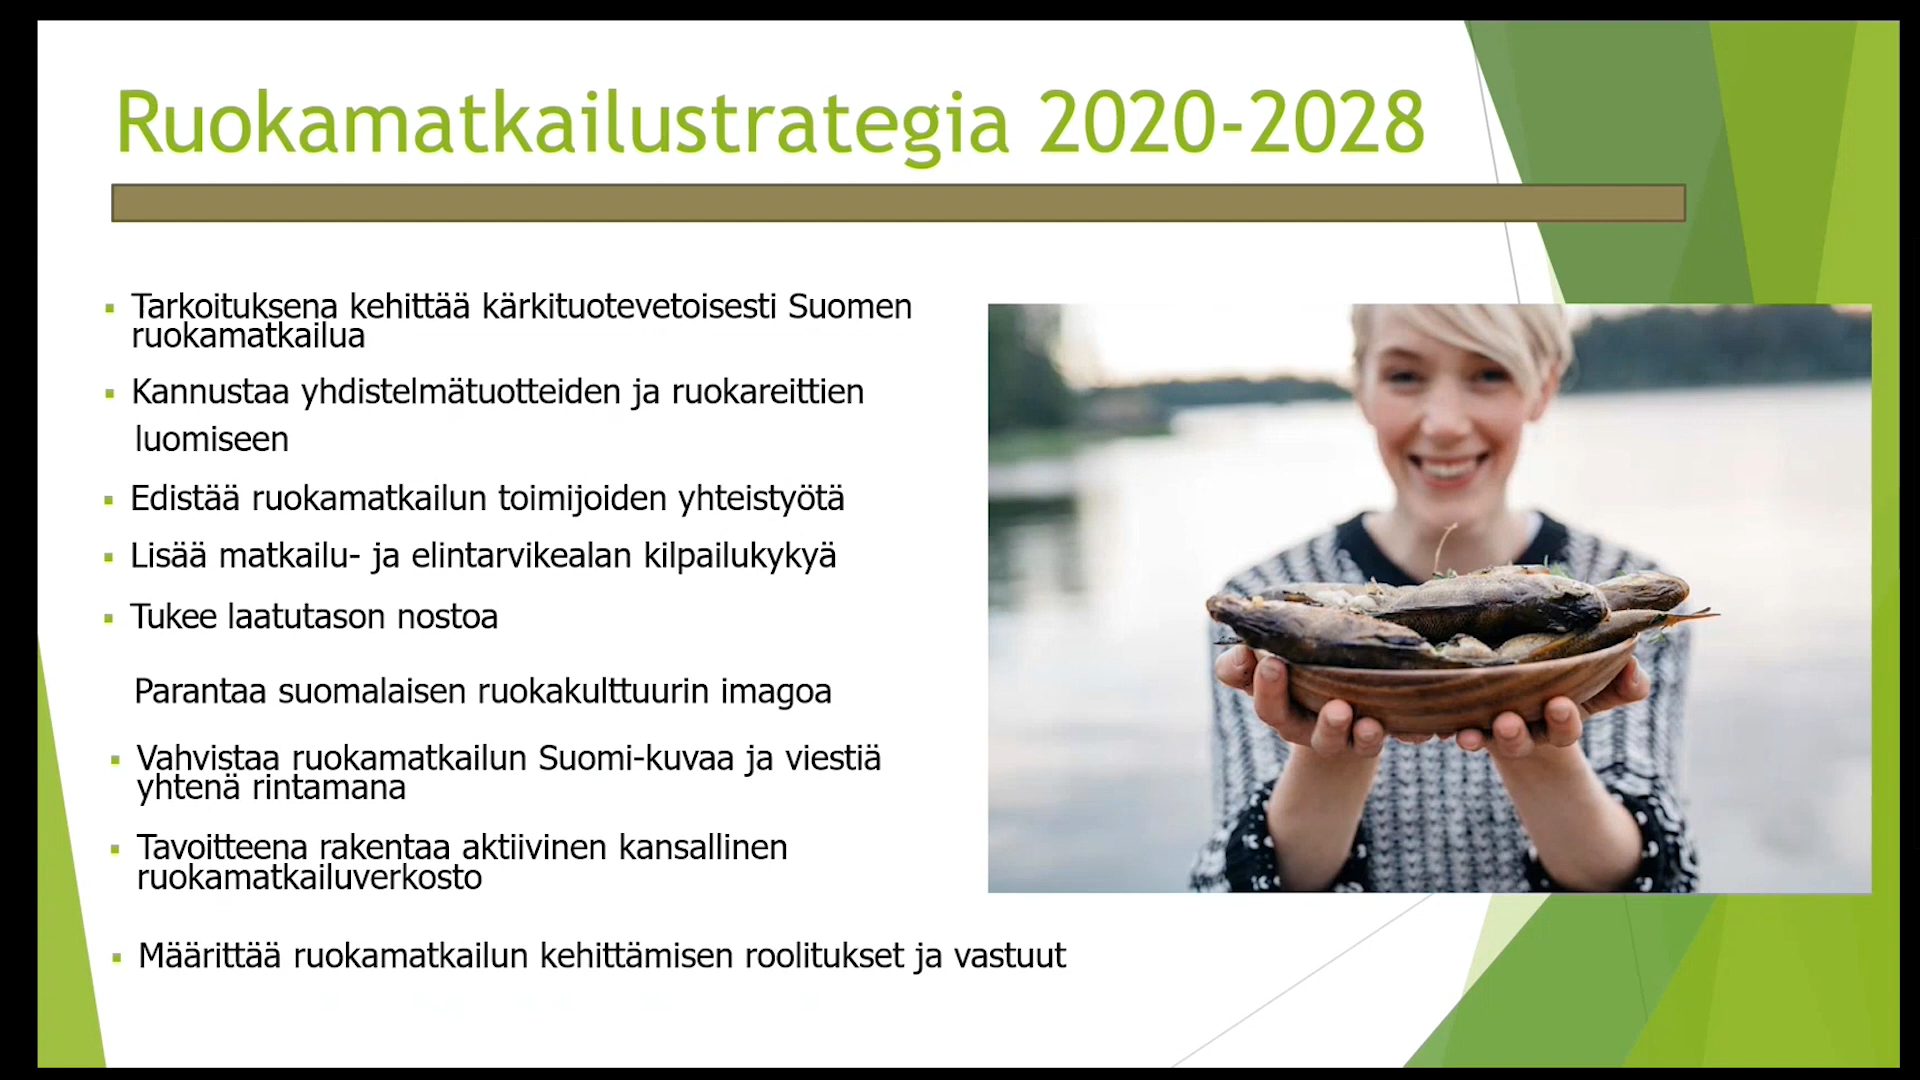 Ruokamatkailustrategia 2020-2028
▪ Tarkoituksena kehittää kärkituotevetoisesti Suomen
ruokamatkailua
▪ Kannustaa yhdistelmätuotteiden ja ruokareittien
luomiseen
▪ Edistää ruokamatkailun toimijoiden yhteistyötä
▪ Lisää matkailu- ja elintarvikealan kilpailukykyä
▪ Tukee laatutason nostoa
Parantaa suomalaisen ruokakulttuurin imagoa
▪ Vahvistaa ruokamatkailun Suomi-kuvaa ja viestiä
yhtenä rintamana
▪ Tavoitteena rakentaa aktiivinen kansallinen
ruokamatkailuverkosto
▪ Määrittää ruokamatkailun kehittämisen roolitukset ja vastuut